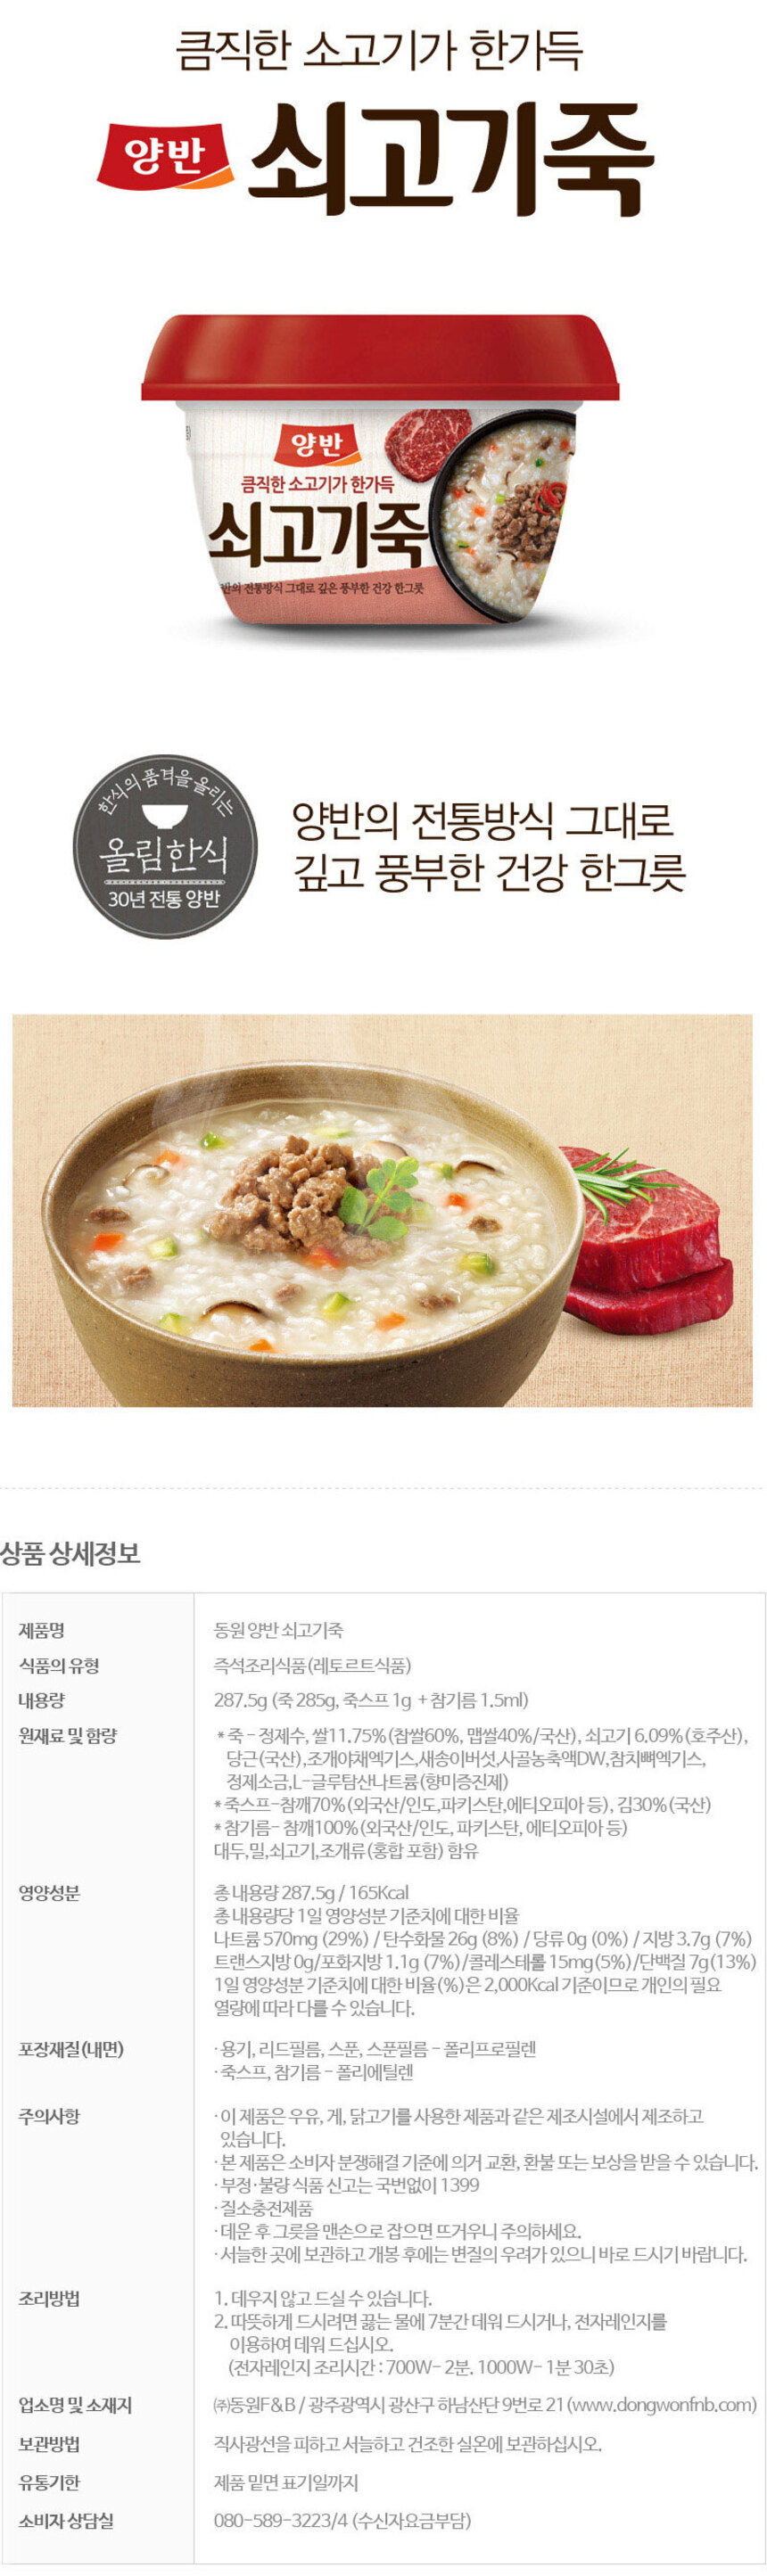 큼직한 소고기가 한가득
양반 쇠고기죽
양반
큼직한 소고기가 한가득
쇠고기죽
반의 전통방식 그대로 깊은 풍부한 건강 한그릇
한식의 품격을 올리는
올림한식
30년 전통 양반
양반의 전통방식 그대로
깊고 풍부한 건강 한그릇
상품 상세정보
제품명 동원 양반 쇠고기죽
식품의 유형 즉석조리식품(레토르트식품)
내용량 287.5g (죽 285g, 죽스프 1g + 참기름 1.5ml)
원재료 및 함량 * 죽 - 정제수, 쌀11.75%(찹쌀60%, 맵쌀40%/국산), 쇠고기 6.09%(호주산),
당근(국산),조개야채엑기스,새송이버섯,사골농축액DW,참치뼈엑기스,
정제소금,L-글루탐산나트륨(향미증진제)
* 죽스프-참깨70%(외국산/인도,파키스탄,에티오피아 등), 김30%(국산)
* 참기름- 참깨100%(외국산/인도, 파키스탄, 에티오피아 등)
대두,밀,쇠고기,조개류(홍합 포함) 함유
영양성분 총 내용량 287.5g / 165Kcal
총 내용량당 1일 영양성분 기준치에 대한 비율
나트륨 570mg (29%) / 탄수화물 26g (8%) / 당류 0g (0%) / 지방 3.7g (7%)
트랜스지방 0g/포화지방 1.1g (7%)/콜레스테롤 15mg(5%)/단백질 7g(13%)
1일 영양성분 기준치에 대한 비율(%)은 2,000Kcal 기준이므로 개인의 필요
열량에 따라 다를 수 있습니다.
포장재질(내면) · 용기, 리드필름, 스푼, 스푼필름 - 폴리프로필렌
· 죽스프, 참기름 - 폴리에틸렌
주의사항 · 이 제품은 우유, 게, 닭고기를 사용한 제품과 같은 제조시설에서 제조하고
있습니다.
· 본 제품은 소비자 분쟁해결 기준에 의거 교환, 환불 또는 보상을 받을 수 있습니다.
· 부정·불량 식품 신고는 국번없이 1399
· 질소충전제품
· 데운 후 그릇을 맨손으로 잡으면 뜨거우니 주의하세요.
· 서늘한 곳에 보관하고 개봉 후에는 변질의 우려가 있으니 바로 드시기 바랍니다.
조리방법 1. 데우지 않고 드실 수 있습니다.
2. 따뜻하게 드시려면 끓는 물에 7분간 데워 드시거나, 전자레인지를
이용하여 데워 드십시오.
(전자레인지 조리시간 : 700W- 2분. 1000W- 1분 30초)
업소명 및 소재지 ㈜동원F&B / 광주광역시 광산구 하남산단 9번로 21 (www.dongwonfnb.com)
보관방법 직사광선을 피하고 서늘하고 건조한 실온에 보관하십시오.
유통기한 제품 밑면 표기일까지
소비자 상담실 080-589-3223/4 (수신자요금부담)